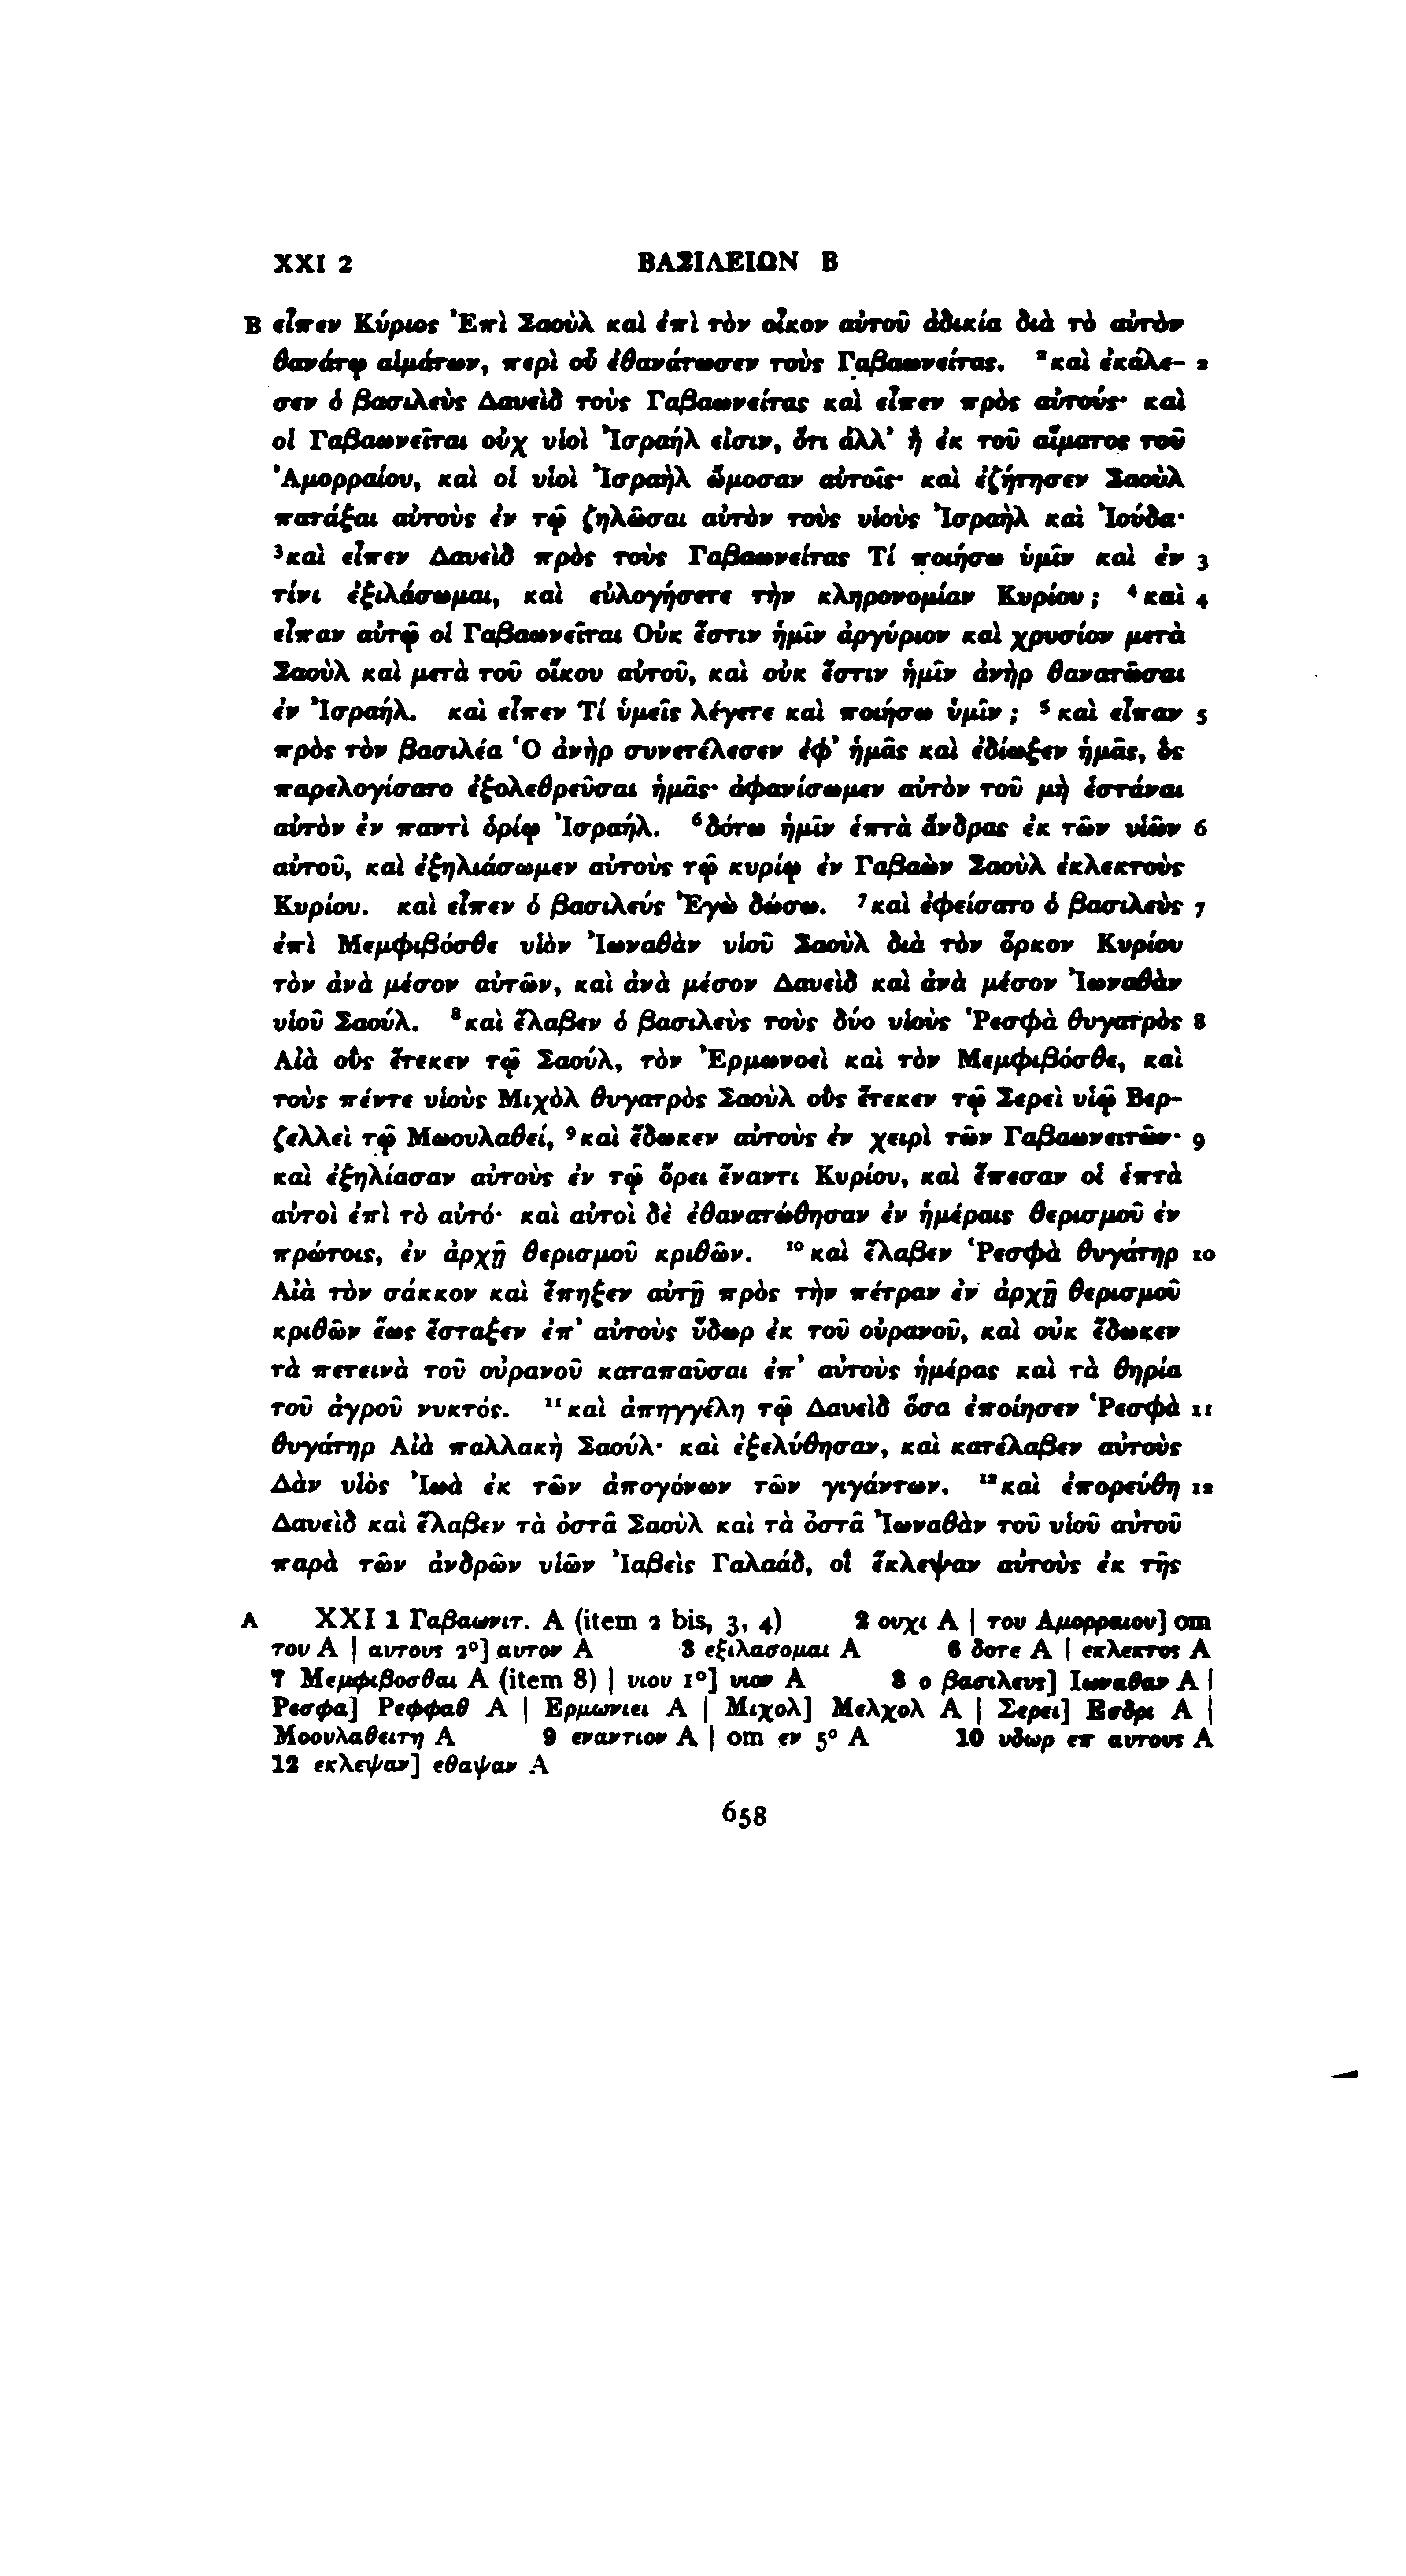 XXI 2 ΒΑΣΙΛΕΙΩΝ Β
B εἶπεν Κύριος Ἐπὶ Σαοὺλ καὶ ἐπὶ τὸν οἶκον αὐτοῦ ἀδικία διὰ τὸ αὐτὸν
θανάτῳ αἱμάτων, περὶ οὗ ἐθανάτωσεν τοὺς Γαβαωνείτας. ²καὶ ἐκάλε- 2
σεν ὁ βασιλεὺς Δαυεὶδ τοὺς Γαβαωνείτας καὶ εἶπεν πρὸς αὐτούς· καὶ
οἱ Γαβαωνεῖται οὐχ υἱοὶ Ἰσραήλ εἰσιν, ὅτι ἀλλ’ ἢ ἐκ τοῦ αἵματος τοῦ
Ἀμορραίου, καὶ οἱ υἱοὶ Ἰσραὴλ ὤμοσαν αὐτοῖς· καὶ ἐζήτησεν Σαοὺλ
πατάξαι αὐτοὺς ἐν τῷ ζηλῶσαι αὐτὸν τοὺς υἱοὺς Ἰσραὴλ καὶ Ἰούδα·
³καὶ εἶπεν Δαυεὶδ πρὸς τοὺς Γαβαωνείτας Τί ποιήσω ὑμῖν καὶ ἐν 3
τίνι ἐξιλάσωμαι, καὶ εὐλογήσετε τὴν κληρονομίαν Κυρίου; ⁴καὶ 4
εἶπαν αὐτῷ οἱ Γαβαωνεῖται Οὐκ ἔστιν ἡμῖν ἀργύριον καὶ χρυσίον μετὰ
Σαοὺλ καὶ μετὰ τοῦ οἴκου αὐτοῦ, καὶ οὐκ ἔστιν ἡμῖν ἀνὴρ θανατῶσαι
ἐν Ἰσραήλ. καὶ εἶπεν Τί ὑμεῖς λέγετε καὶ ποιήσω ὑμῖν; ⁵καὶ εἶπαν 5
πρὸς τὸν βασιλέα Ὁ ἀνὴρ συνετέλεσεν ἐφ’ ἡμᾶς καὶ ἐδίωξεν ἡμᾶς, ὃς
παρελογίσατο ἐξολεθρεῦσαι ἡμᾶς· ἀφανίσωμεν αὐτὸν τοῦ μὴ ἑστάναι
αὐτὸν ἐν παντὶ ὁρίῳ Ἰσραήλ. ⁶δότω ἡμῖν ἑπτὰ ἄνδρας ἐκ τῶν υἱῶν 6
αὐτοῦ, καὶ ἐξηλιάσωμεν αὐτοὺς τῷ κυρίῳ ἐν Γαβαὼν Σαοὺλ ἐκλεκτοὺς
Κυρίου. καὶ εἶπεν ὁ βασιλεύς Ἐγὼ δώσω. ⁷καὶ ἐφείσατο ὁ βασιλεὺς 7
ἐπὶ Μεμφιβόσθε υἱὸν Ἰωναθὰν υἱοῦ Σαοὺλ διὰ τὸν ὅρκον Κυρίου
τὸν ἀνὰ μέσον αὐτῶν, καὶ ἀνὰ μέσον Δαυεὶδ καὶ ἀνὰ μέσον Ἰωναθὰν
υἱοῦ Σαούλ. ⁸καὶ ἔλαβεν ὁ βασιλεὺς τοὺς δύο υἱοὺς Ῥεσφὰ θυγατρὸς 8
Αἰὰ οὓς ἔτεκεν τῷ Σαούλ, τὸν Ἐρμωνοεὶ καὶ τὸν Μεμφιβόσθε, καὶ
τοὺς πέντε υἱοὺς Μιχὸλ θυγατρὸς Σαοὺλ οὓς ἔτεκεν τῷ Σερεὶ υἱῷ Βερ-
ζελλεὶ τῷ Μωουλαθεί, ⁹καὶ ἔδωκεν αὐτοὺς ἐν χειρὶ τῶν Γαβαωνειτῶν· 9
καὶ ἐξηλίασαν αὐτοὺς ἐν τῷ ὄρει ἔναντι Κυρίου, καὶ ἔπεσαν οἱ ἑπτὰ
αὐτοὶ ἐπὶ τὸ αὐτό· καὶ αὐτοὶ δὲ ἐθανατώθησαν ἐν ἡμέραις θερισμοῦ ἐν
πρώτοις, ἐν ἀρχῇ θερισμοῦ κριθῶν. ¹⁰καὶ ἔλαβεν Ῥεσφὰ θυγάτηρ 10
Αἰὰ τὸν σάκκον καὶ ἔπηξεν αὐτῇ πρὸς τὴν πέτραν ἐν ἀρχῇ θερισμοῦ
κριθῶν ἕως ἔσταξεν ἐπ’ αὐτοὺς ὕδωρ ἐκ τοῦ οὐρανοῦ, καὶ οὐκ ἔδωκεν
τὰ πετεινὰ τοῦ οὐρανοῦ καταπαῦσαι ἐπ’ αὐτοὺς ἡμέρας καὶ τὰ θηρία
τοῦ ἀγροῦ νυκτός. ¹¹καὶ ἀπηγγέλη τῷ Δαυεὶδ ὅσα ἐποίησεν Ῥεσφὰ 11
θυγάτηρ Αἰὰ παλλακὴ Σαούλ· καὶ ἐξελύθησαν, καὶ κατέλαβεν αὐτοὺς
Δὰν υἱὸς Ἰωὰ ἐκ τῶν ἀπογόνων τῶν γιγάντων. ¹²καὶ ἐπορεύθη 12
Δαυεὶδ καὶ ἔλαβεν τὰ ὀστᾶ Σαοὺλ καὶ τὰ ὀστᾶ Ἰωναθὰν τοῦ υἱοῦ αὐτοῦ
παρὰ τῶν ἀνδρῶν υἱῶν Ἰαβεὶς Γαλαάδ, οἳ ἔκλεψαν αὐτοὺς ἐκ τῆς
A XXI 1 Γαβαωνιτ. A (item 2 bis, 3, 4) 2 ουχι A | του Αμορραιου] om
του A | αυτους 2°] αυτον A 3 εξιλασομαι A 6 δοτε A | εκλεκτος A
7 Μεμφιβοσθαι A (item 8) | υιου 1°] υιον A 8 ο βασιλευς] Ιωναθαν A |
Ρεσφα] Ρεφφαθ A | Ερμωνιει A | Μιχολ] Μελχολ A | Σερει] Εσδρι A |
Μοουλαθειτη A 9 εναντιον A | om εν 5° A 10 υδωρ επ αυτους A
12 εκλεψαν] εθαψαν A
658